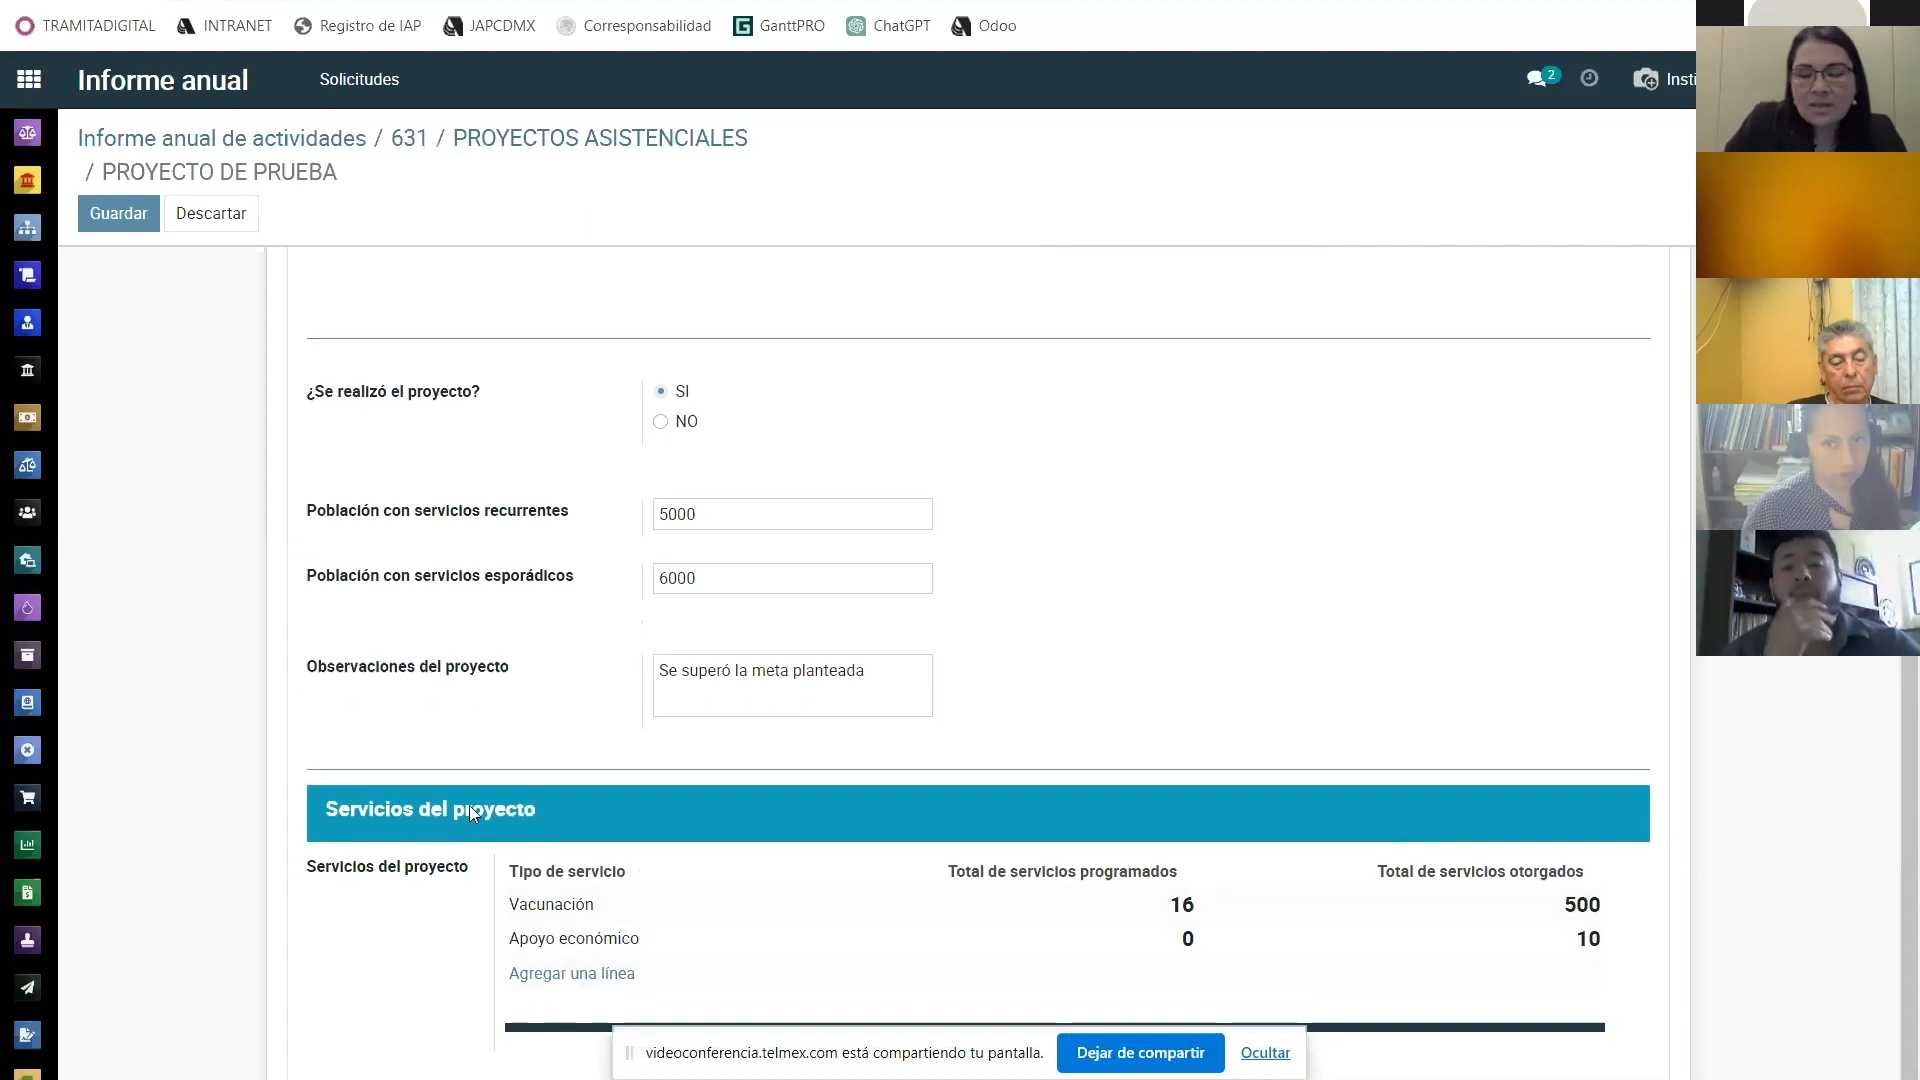 TRAMITADIGITAL INTRANET Registro de IAP JAPCDMX Corresponsabilidad GanttPRO ChatGPT Odoo
Informe anual Solicitudes 2
Informe anual de actividades / 631 / PROYECTOS ASISTENCIALES
/ PROYECTO DE PRUEBA
Guardar Descartar
¿Se realizó el proyecto? SI
NO
Población con servicios recurrentes 5000
Población con servicios esporádicos 6000
Observaciones del proyecto Se superó la meta planteada
Servicios del proyecto
Servicios del proyecto Tipo de servicio Total de servicios programados Total de servicios otorgados
Vacunación 16 500
Apoyo económico 0 10
Agregar una línea
videoconferencia.telmex.com está compartiendo tu pantalla. Dejar de compartir Ocultar